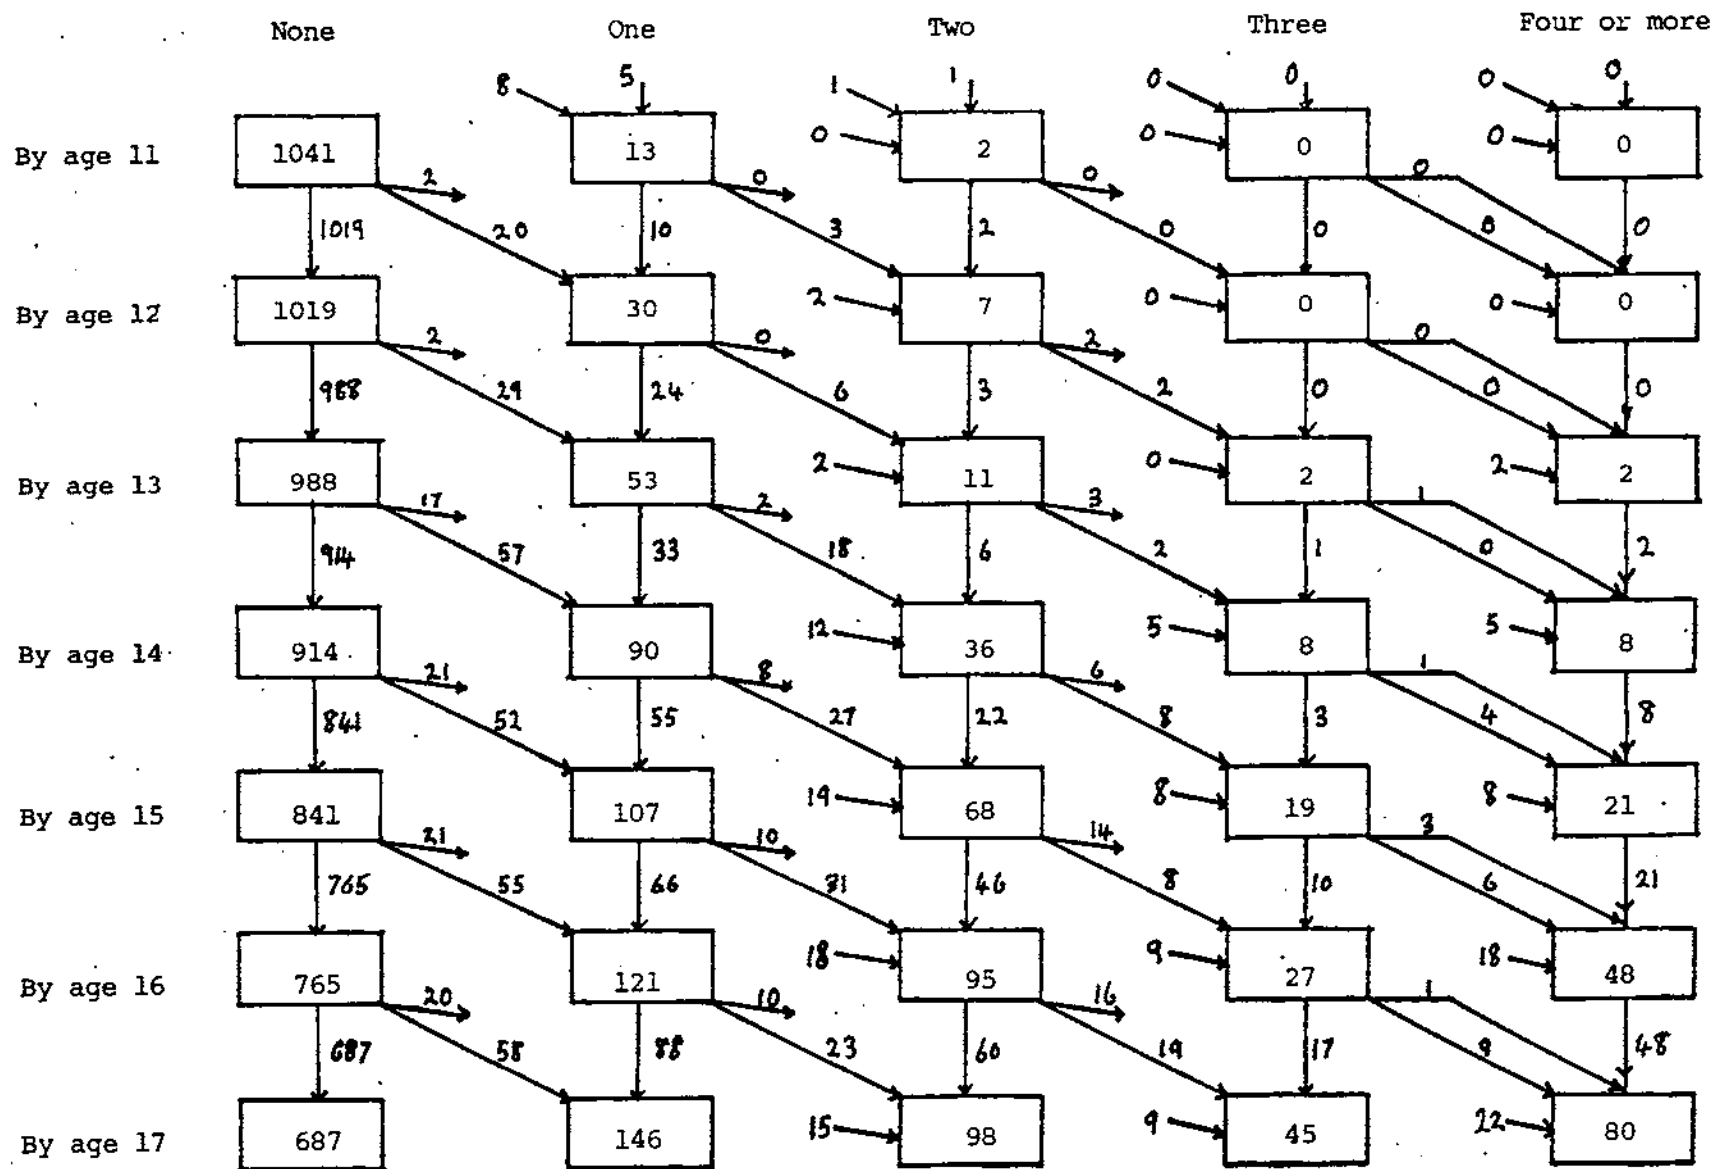 None One Two Three Four or more
8 5 1 1 0 0 0 0
By age 11 1041 13 0 2 0 0 0 0
2 0 0 0
1019 20 10 3 2 0 0 0 0
By age 12 1019 30 2 7 0 0 0 0
2 0 2 0
988 29 24 6 3 2 0 0 0
By age 13 988 53 2 11 0 2 2 2
17 2 3 1
914 57 33 18 6 2 1 0 2
By age 14 914 90 12 36 5 8 5 8
21 8 6 1
841 52 55 27 22 8 3 4 8
By age 15 841 107 19 68 8 19 8 21
21 10 14 3
765 55 66 31 46 8 10 6 21
By age 16 765 121 18 95 9 27 18 48
20 10 16 1
687 58 88 23 60 19 17 9 48
By age 17 687 146 15 98 9 45 22 80